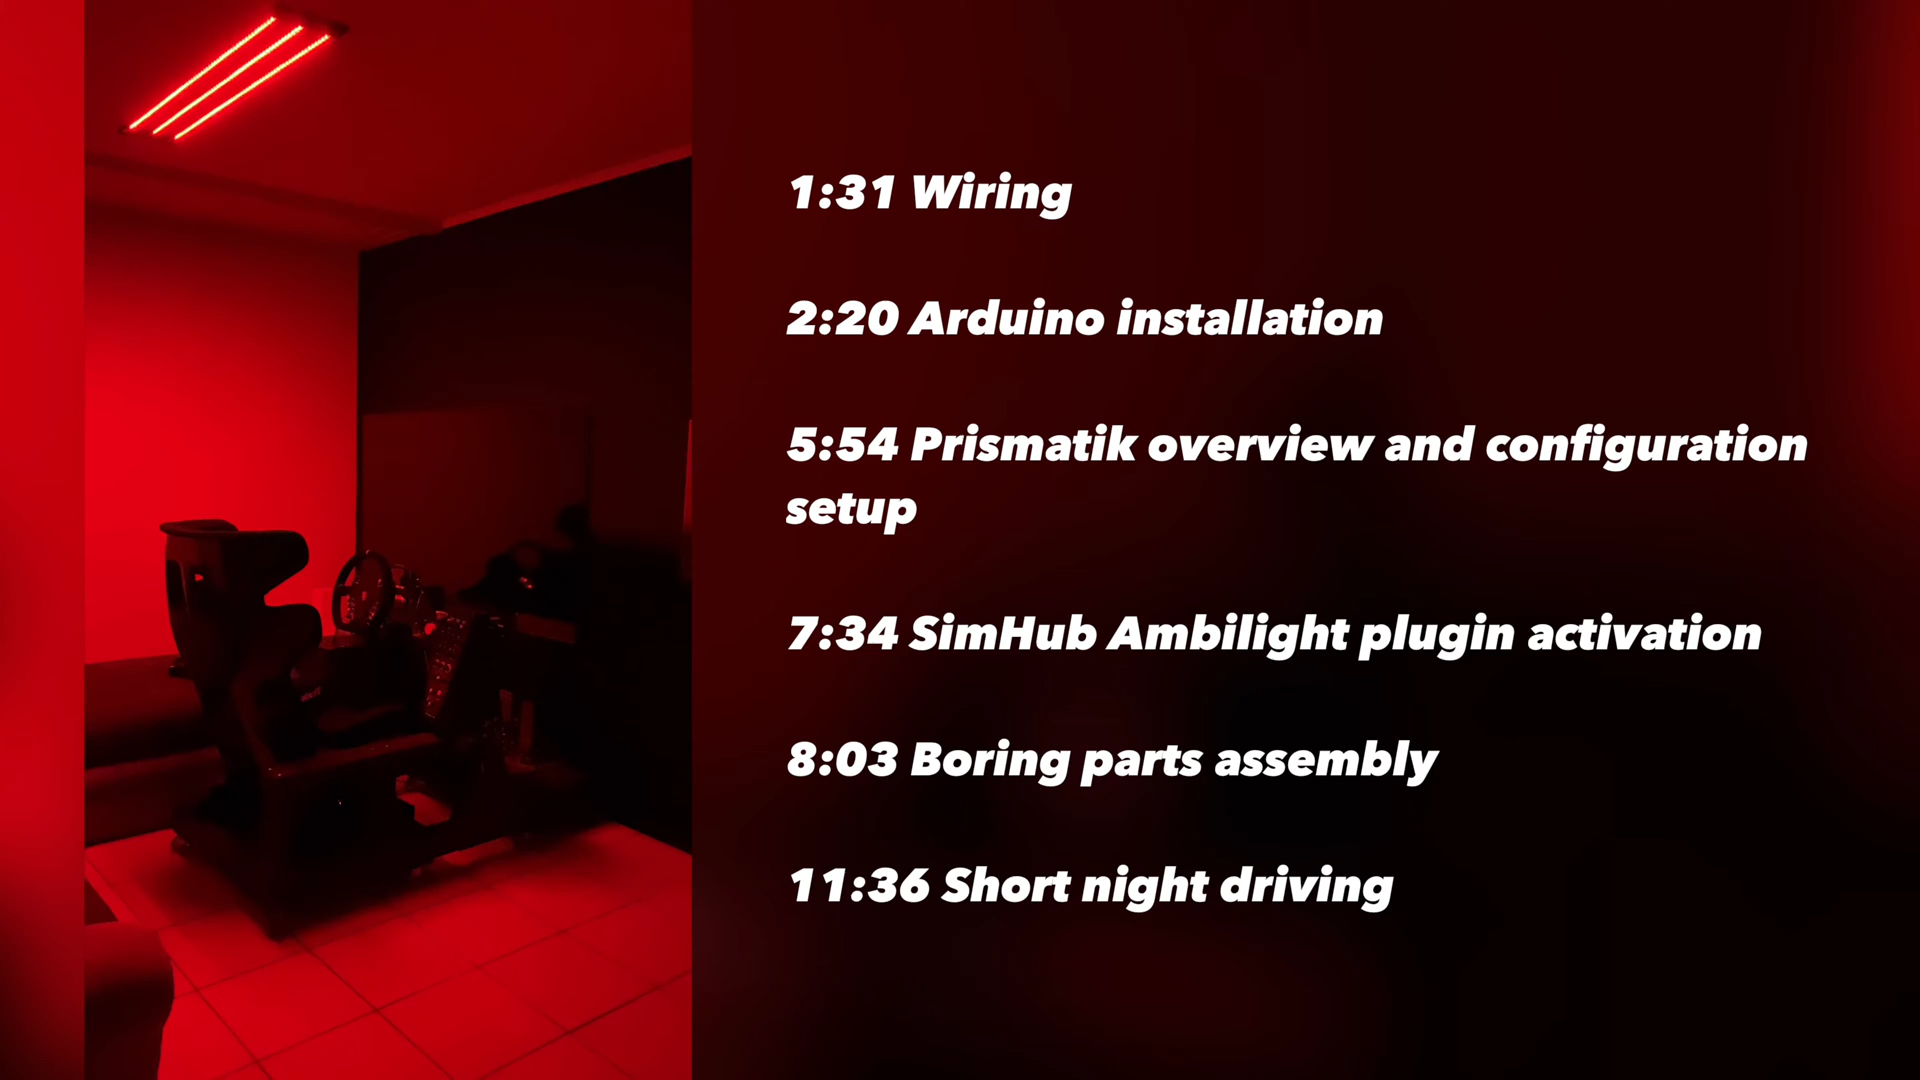 1:31 Wiring
2:20 Arduino installation
5:54 Prismatik overview and configuration
setup
7:34 SimHub Ambilight plugin activation
8:03 Boring parts assembly
11:36 Short night driving